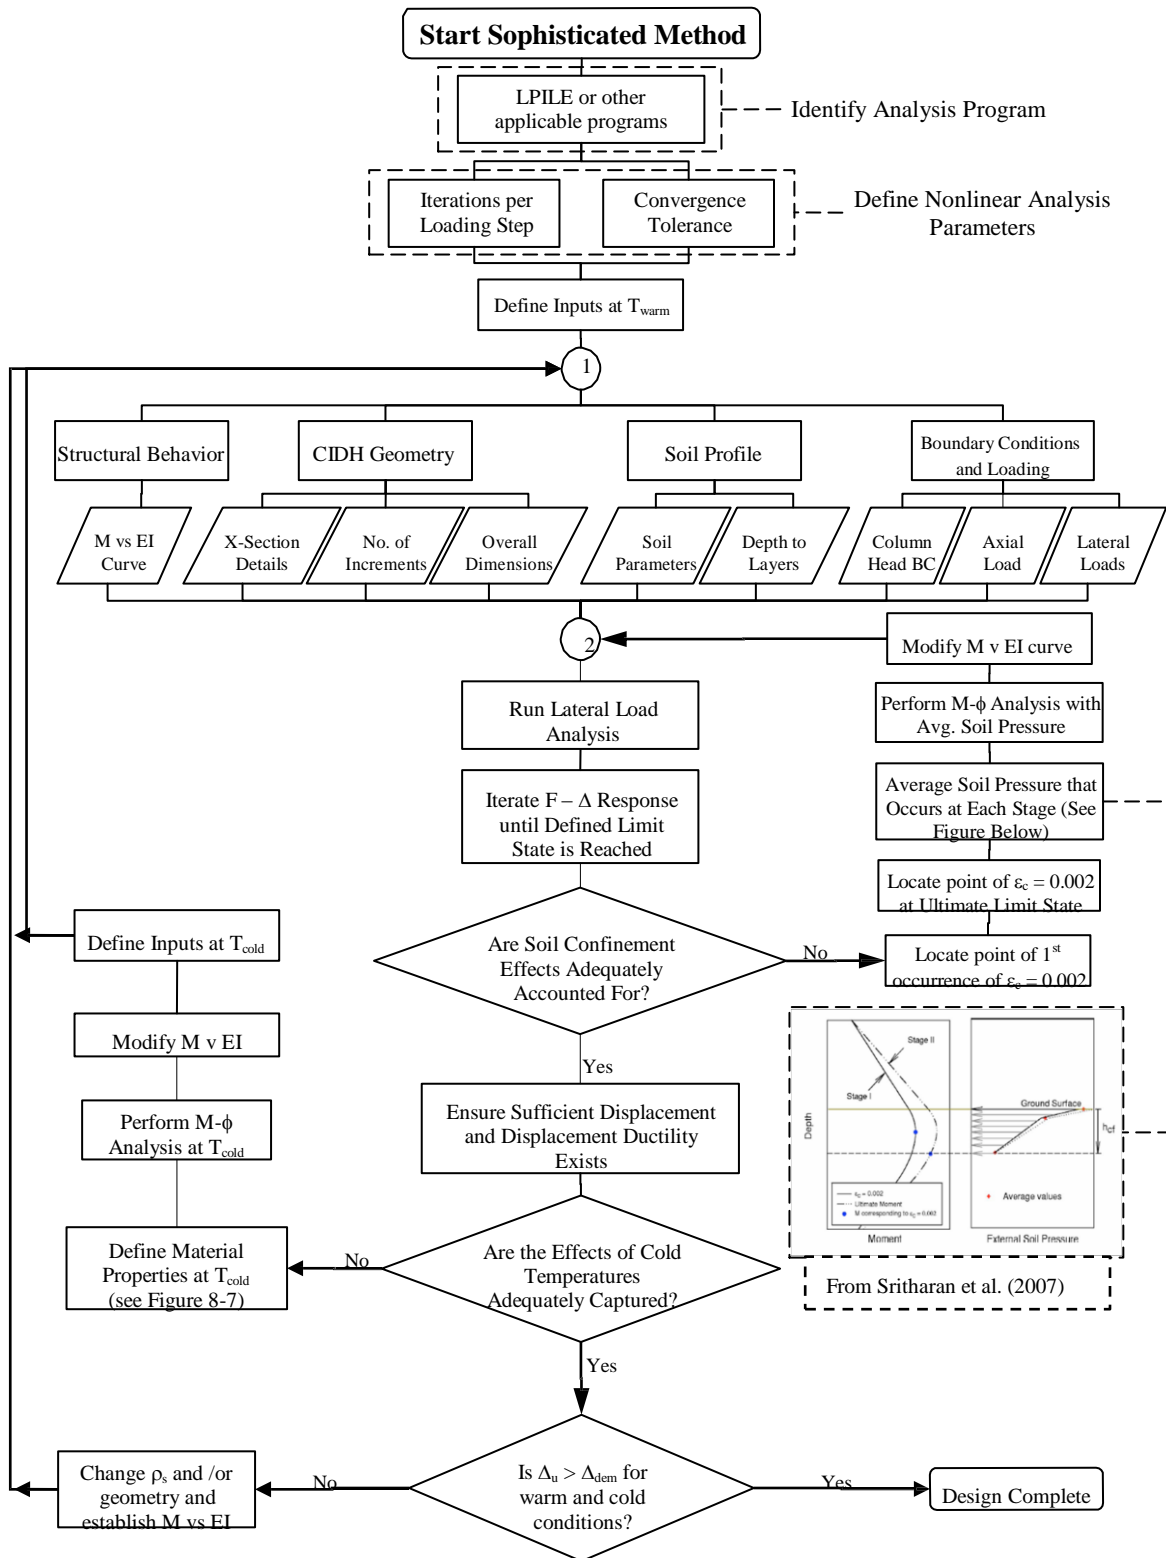 Start Sophisticated Method
LPILE or other
applicable programs
Identify Analysis Program
Iterations per
Loading Step
Convergence
Tolerance
Define Nonlinear Analysis
Parameters
Define Inputs at Twarm
1
Structural Behavior
CIDH Geometry
Soil Profile
Boundary Conditions
and Loading
M vs EI
Curve
X-Section
Details
No. of
Increments
Overall
Dimensions
Soil
Parameters
Depth to
Layers
Column
Head BC
Axial
Load
Lateral
Loads
2
Modify M v EI curve
Run Lateral Load
Analysis
Perform M-ϕ Analysis with
Avg. Soil Pressure
Iterate F – Δ Response
until Defined Limit
State is Reached
Average Soil Pressure that
Occurs at Each Stage (See
Figure Below)
Locate point of εc = 0.002
at Ultimate Limit State
Define Inputs at Tcold
Are Soil Confinement
Effects Adequately
Accounted For?
No
Locate point of 1st
occurrence of εc = 0.002
Modify M v EI
Yes
Perform M-ϕ
Analysis at Tcold
Ensure Sufficient Displacement
and Displacement Ductility
Exists
Depth
Stage II
Stage I
Ground Surface
hcf
εc = 0.002
Ultimate Moment
M corresponding to εc = 0.002
Average values
Moment
External Soil Pressure
Define Material
Properties at Tcold
(see Figure 8-7)
No
Are the Effects of Cold
Temperatures
Adequately Captured?
From Sritharan et al. (2007)
Yes
Change ρs and /or
geometry and
establish M vs EI
No
Is Δu > Δdem for
warm and cold
conditions?
Yes
Design Complete